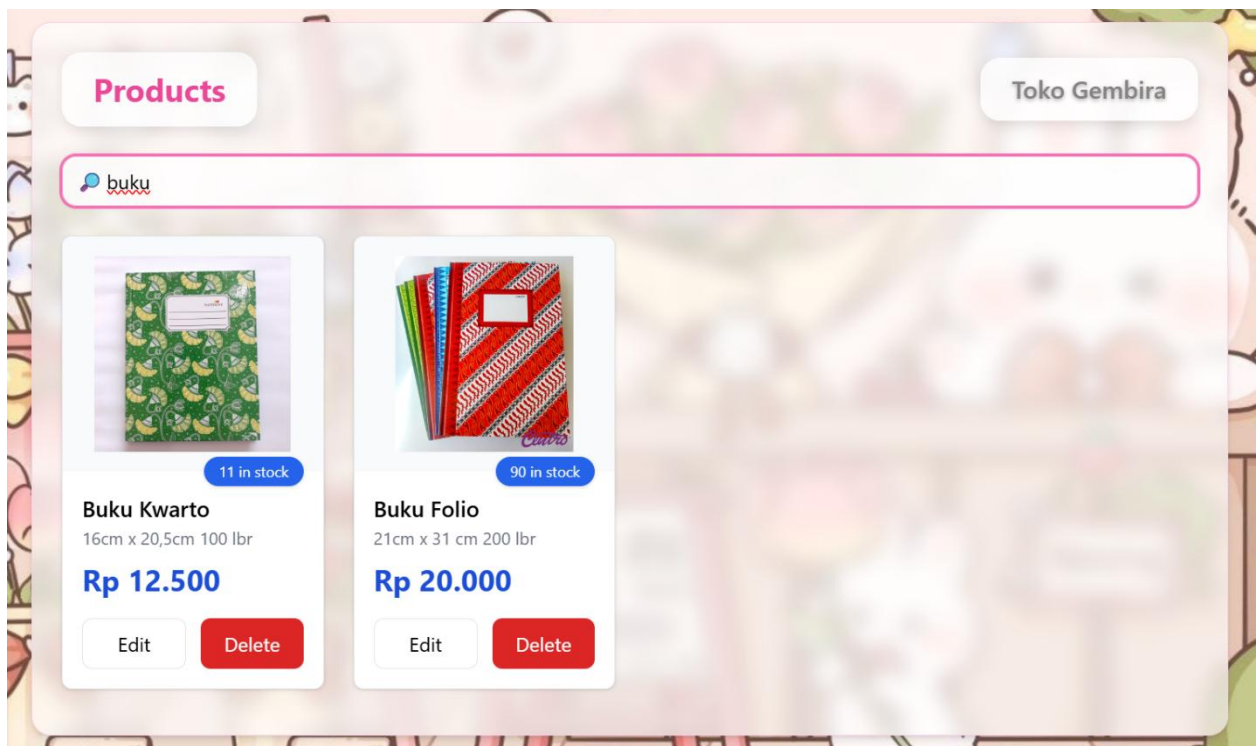 Products
Toko Gembira
🔎 buku
11 in stock
Buku Kwarto
16cm x 20,5cm 100 lbr
Rp 12.500
Edit
Delete
Centro
90 in stock
Buku Folio
21cm x 31 cm 200 lbr
Rp 20.000
Edit
Delete